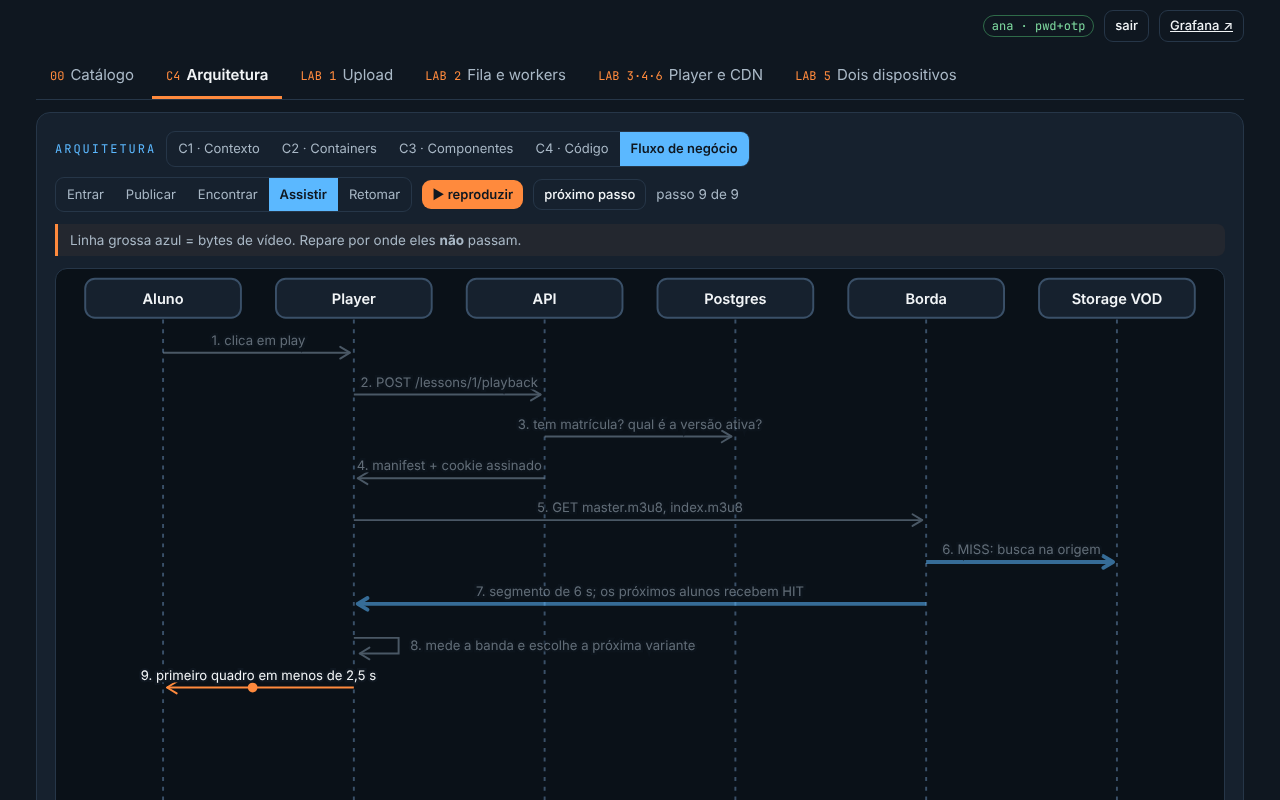 ana · pwd+otp sair Grafana ↗
00 Catálogo C4 Arquitetura LAB 1 Upload LAB 2 Fila e workers LAB 3·4·6 Player e CDN LAB 5 Dois dispositivos
ARQUITETURA C1 · Contexto C2 · Containers C3 · Componentes C4 · Código Fluxo de negócio
Entrar Publicar Encontrar Assistir Retomar ▶ reproduzir próximo passo passo 9 de 9
Linha grossa azul = bytes de vídeo. Repare por onde eles não passam.
Aluno Player API Postgres Borda Storage VOD
1. clica em play
2. POST /lessons/1/playback
3. tem matrícula? qual é a versão ativa?
4. manifest + cookie assinado
5. GET master.m3u8, index.m3u8
6. MISS: busca na origem
7. segmento de 6 s; os próximos alunos recebem HIT
8. mede a banda e escolhe a próxima variante
9. primeiro quadro em menos de 2,5 s